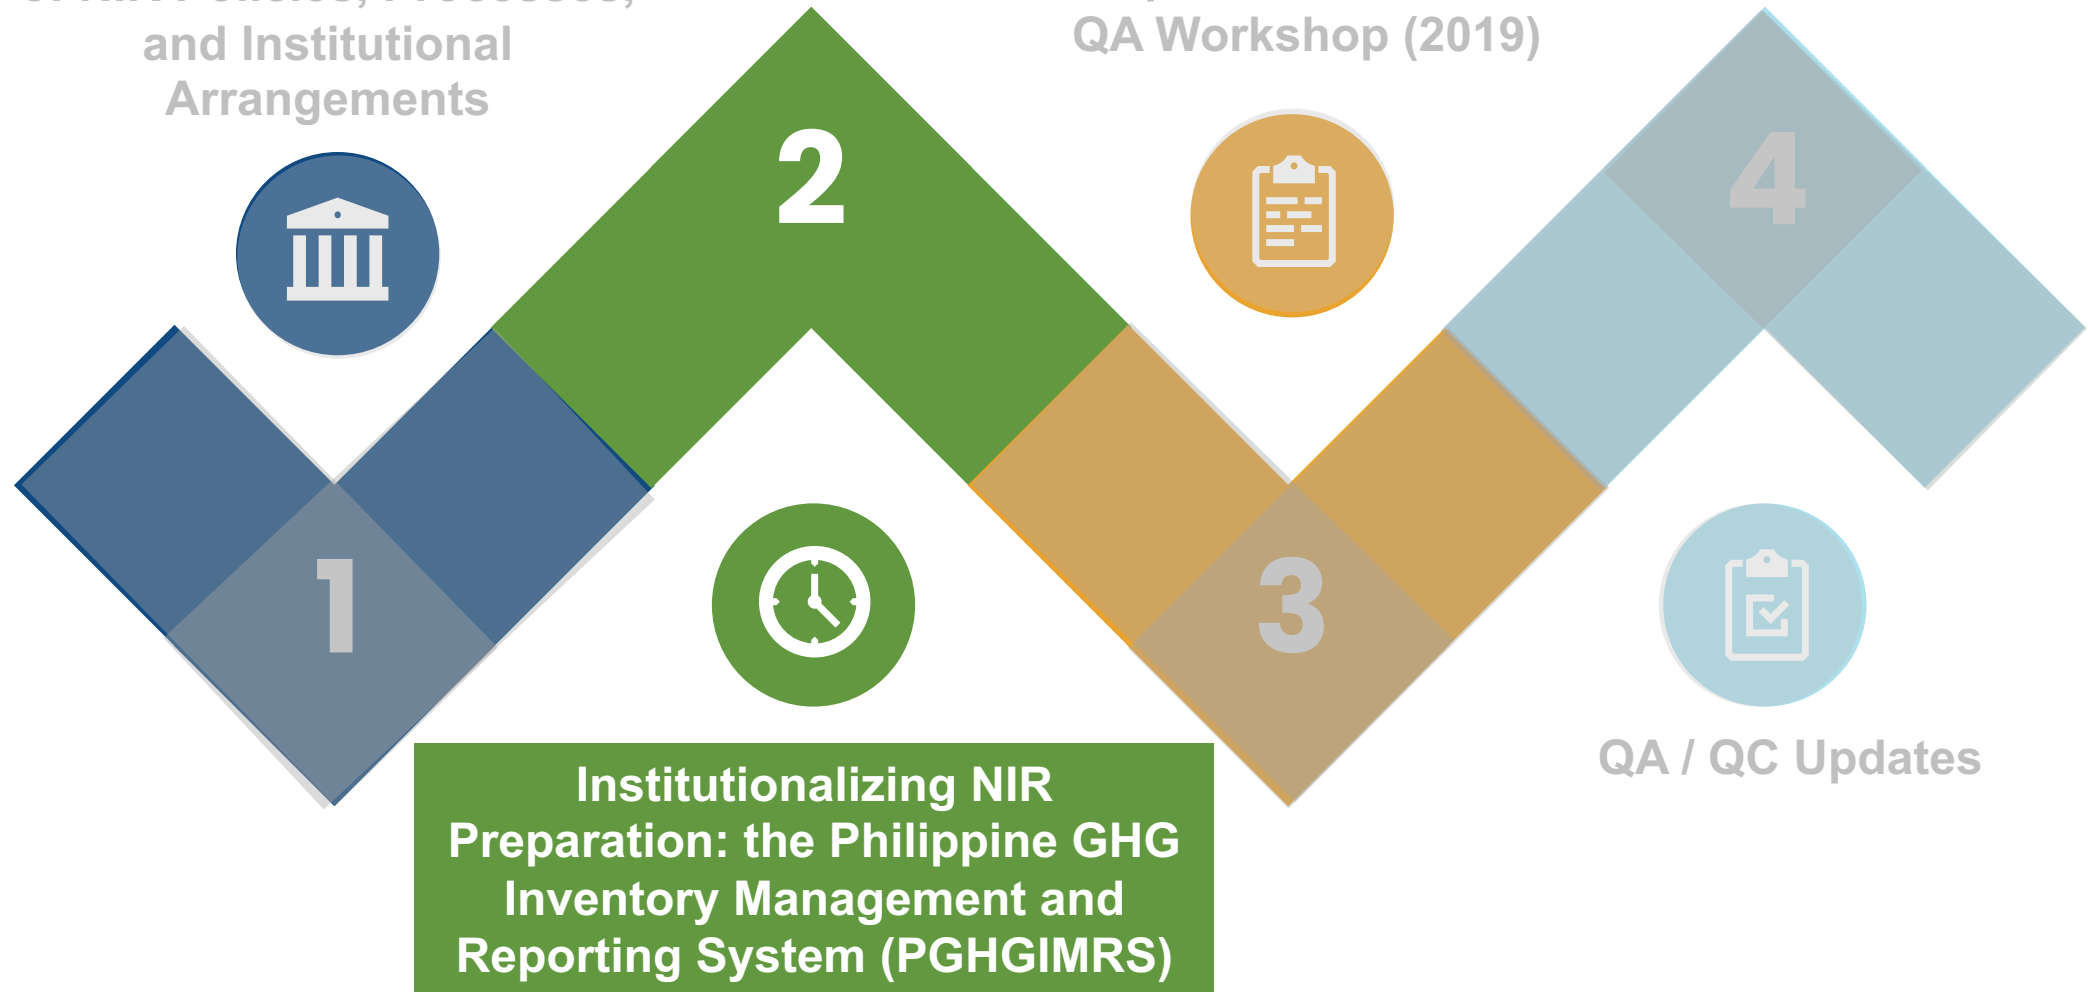 and Institutional
Arrangements
1
2
Institutionalizing NIR
Preparation: the Philippine GHG
Inventory Management and
Reporting System (PGHGIMRS)
QA Workshop (2019)
3
4
QA / QC Updates